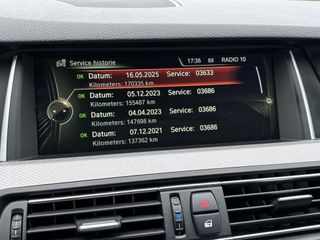 Service historie 17:36 68 RADIO 10
OK Datum: 16.05.2025 Service: 03633
Kilometers:
OK Datum: 05.12.2023 Service: 03686
Kilometers: 155487 km
OK Datum: 04.04.2023 Service: 03686
Kilometers: 147698 km
OK Datum: 07.12.2021 Service: 03686
Kilometers: 137362 km